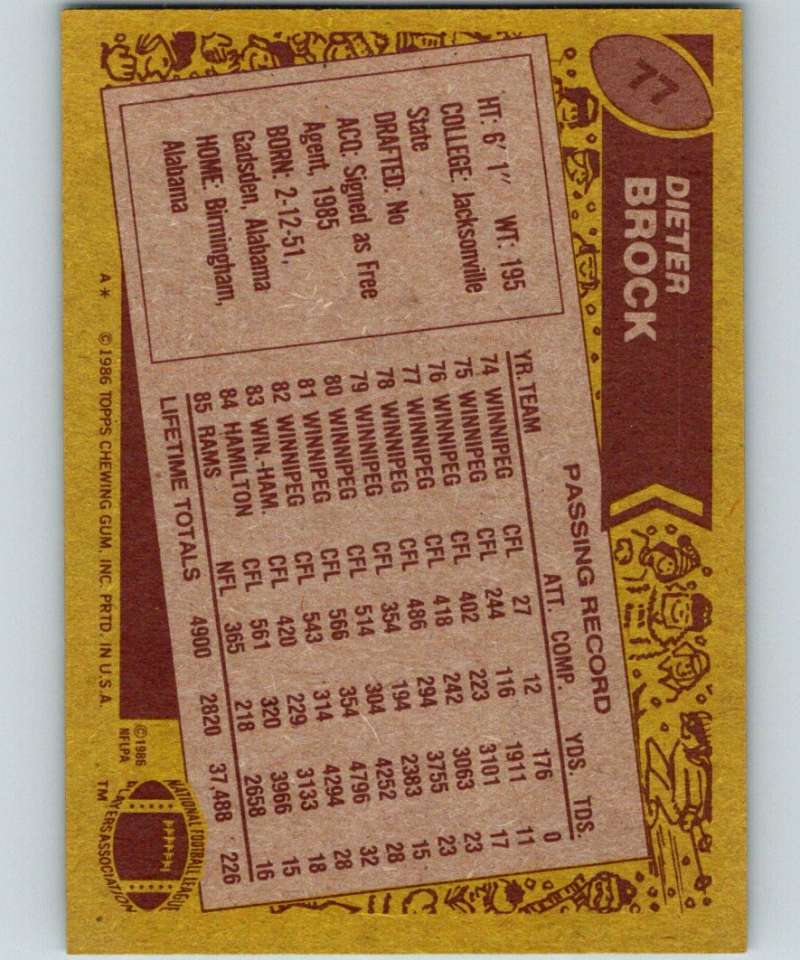 77
DIETER
BROCK
HT: 6' 1" WT: 195
COLLEGE: Jacksonville
State
DRAFTED: No
ACQ: Signed as Free
Agent, 1985
BORN: 2-12-51,
Gadsden, Alabama
HOME: Birmingham,
Alabama
PASSING RECORD
YR. TEAM ATT. COMP. YDS. TDS.
74 WINNIPEG CFL 27 12 176 0
75 WINNIPEG CFL 244 116 1911 11
76 WINNIPEG CFL 402 223 3101 17
77 WINNIPEG CFL 418 242 3063 23
78 WINNIPEG CFL 486 294 3755 23
79 WINNIPEG CFL 354 194 2383 15
80 WINNIPEG CFL 514 304 4252 28
81 WINNIPEG CFL 566 354 4796 32
82 WINNIPEG CFL 543 314 4294 28
83 WIN.-HAM. CFL 420 229 3133 18
84 HAMILTON CFL 561 320 3966 15
85 RAMS NFL 365 218 2658 16
LIFETIME TOTALS 4900 2820 37,488 226
A* ©1986 TOPPS CHEWING GUM, INC. PRTD. IN U.S.A.
©1986
NFLPA
NATIONAL FOOTBALL LEAGUE
PLAYERS ASSOCIATION
TM